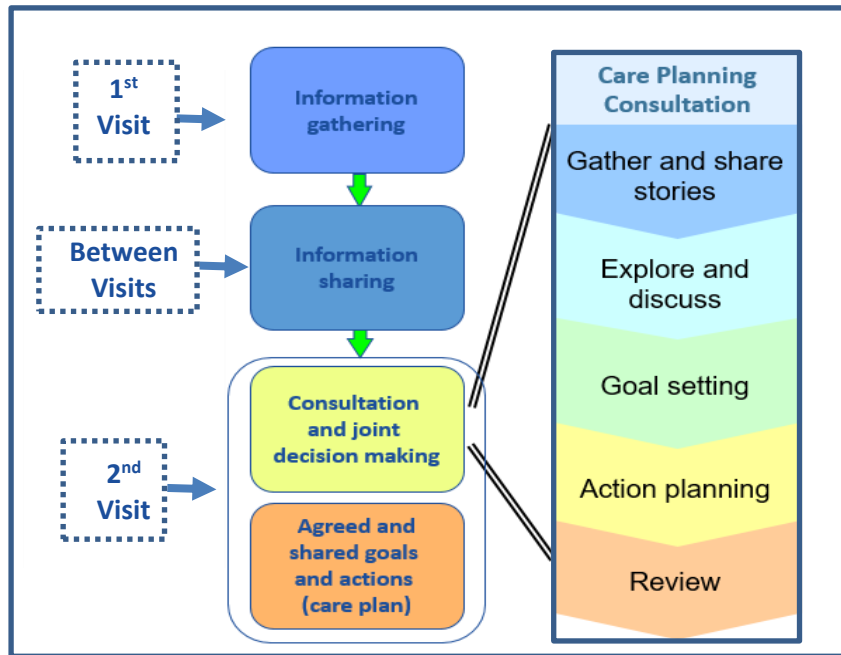 1st
Visit
Information
gathering
Between
Visits
Information
sharing
2nd
Visit
Consultation
and joint
decision making
Agreed and
shared goals
and actions
(care plan)
Care Planning
Consultation
Gather and share
stories
Explore and
discuss
Goal setting
Action planning
Review